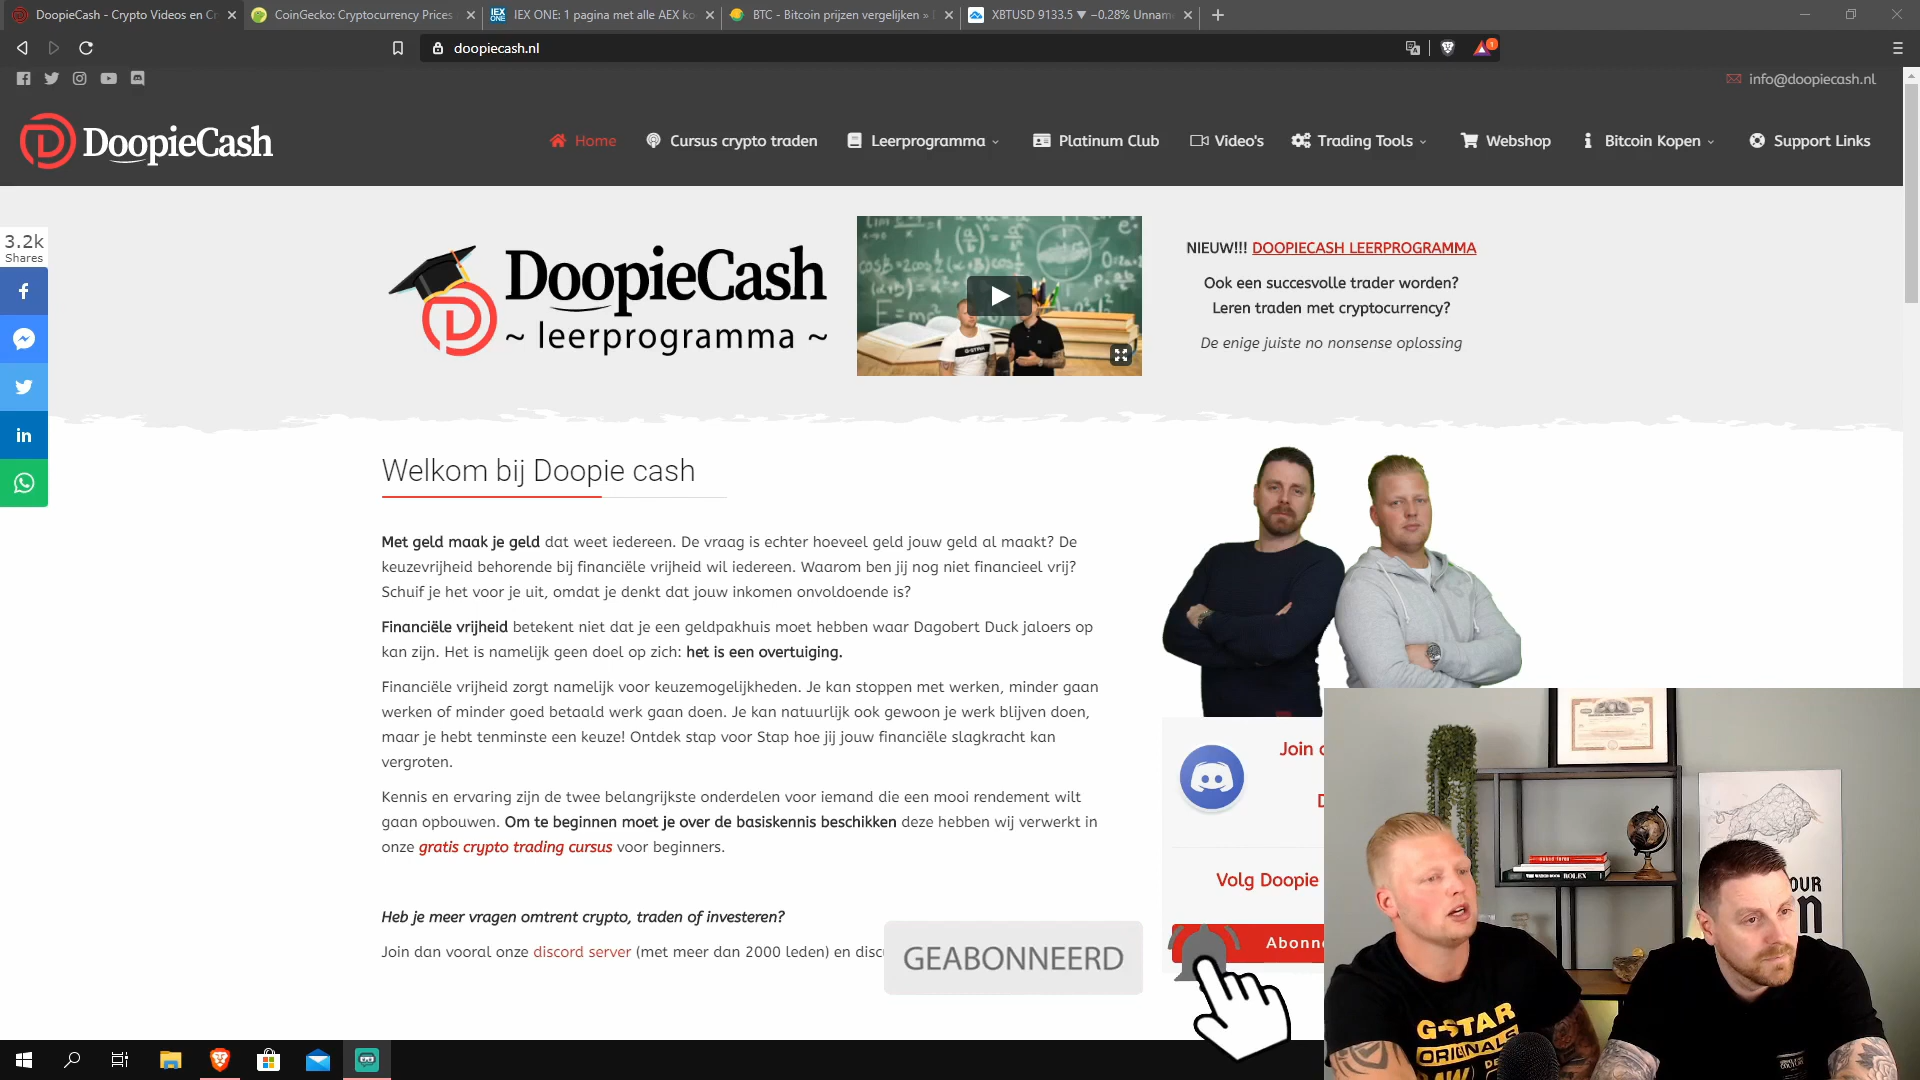 DoopieCash - Crypto Videos en Cr
CoinGecko: Cryptocurrency Prices
IEX ONE: 1 pagina met alle AEX ko
BTC - Bitcoin prijzen vergelijken »
XBTUSD 9133.5 ▼ −0.28% Unnam
doopiecash.nl
info@doopiecash.nl
DoopieCash
Home
Cursus crypto traden
Leerprogramma
Platinum Club
Video's
Trading Tools
Webshop
Bitcoin Kopen
Support Links
3.2k
Shares
DoopieCash
~ leerprogramma ~
NIEUW!!! DOOPIECASH LEERPROGRAMMA
Ook een succesvolle trader worden?
Leren traden met cryptocurrency?
De enige juiste no nonsense oplossing
Welkom bij Doopie cash
Met geld maak je geld dat weet iedereen. De vraag is echter hoeveel geld jouw geld al maakt? De
keuzevrijheid behorende bij financiële vrijheid wil iedereen. Waarom ben jij nog niet financieel vrij?
Schuif je het voor je uit, omdat je denkt dat jouw inkomen onvoldoende is?
Financiële vrijheid betekent niet dat je een geldpakhuis moet hebben waar Dagobert Duck jaloers op
kan zijn. Het is namelijk geen doel op zich: het is een overtuiging.
Financiële vrijheid zorgt namelijk voor keuzemogelijkheden. Je kan stoppen met werken, minder gaan
werken of minder goed betaald werk gaan doen. Je kan natuurlijk ook gewoon je werk blijven doen,
maar je hebt tenminste een keuze! Ontdek stap voor Stap hoe jij jouw financiële slagkracht kan
vergroten.
Kennis en ervaring zijn de twee belangrijkste onderdelen voor iemand die een mooi rendement wilt
gaan opbouwen. Om te beginnen moet je over de basiskennis beschikken deze hebben wij verwerkt in
onze gratis crypto trading cursus voor beginners.
Heb je meer vragen omtrent crypto, traden of investeren?
Join dan vooral onze discord server (met meer dan 2000 leden) en disc
Join
Volg Doopie
Abonn
GEABONNEERD
G-STAR
ORIGINALS
RAW
ROLEX
OUR